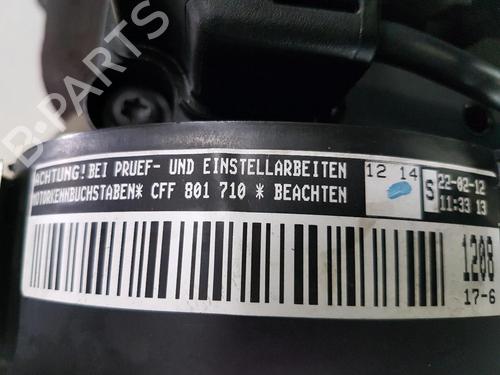 ACHTUNG! BEI PRUEF- UND EINSTELLARBEITEN
MOTORKENNBUCHSTABEN* CFF 801 710 * BEACHTEN
12 14
S
22-02-12
11:33 13
1208
17-6
B-PARTS